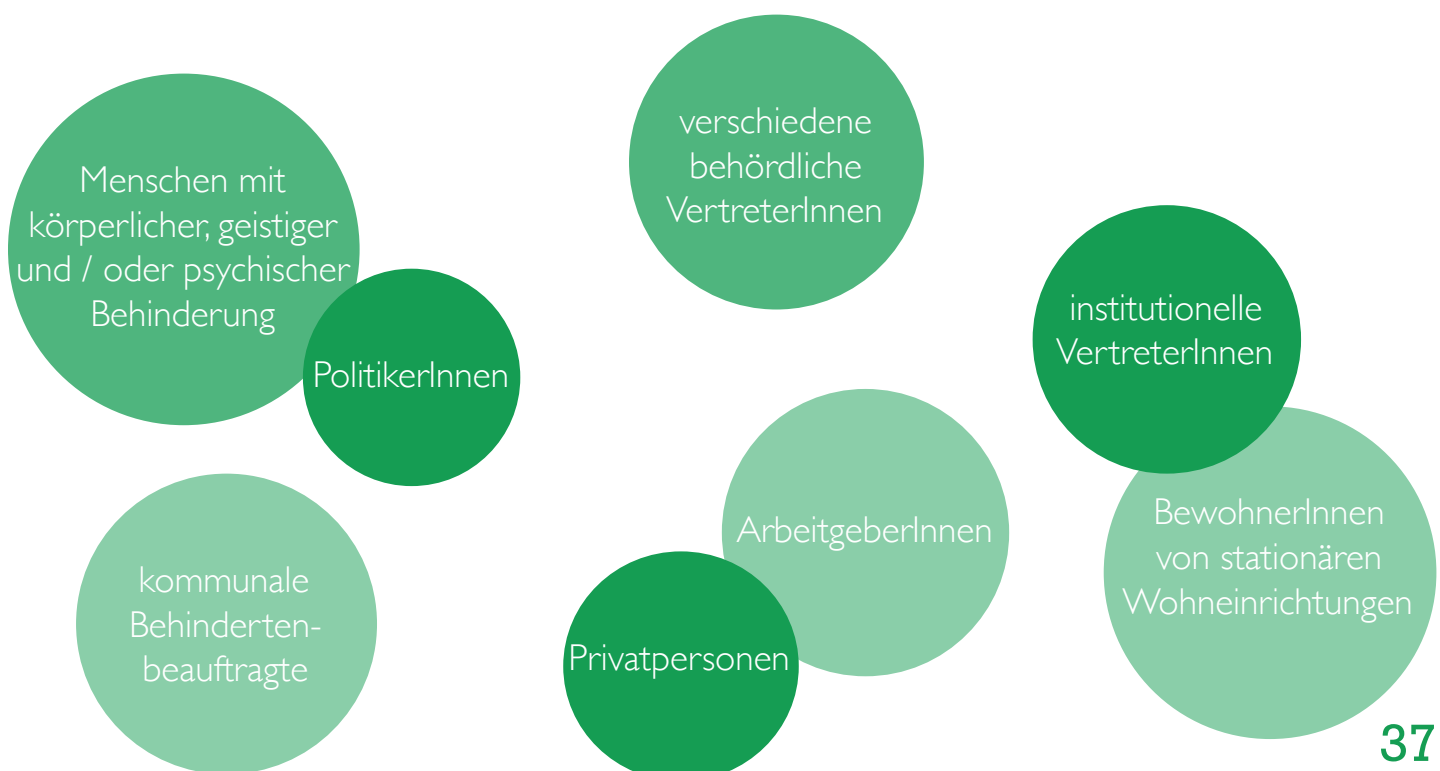 Menschen mit
körperlicher, geistiger
und / oder psychischer
Behinderung
PolitikerInnen
verschiedene
behördliche
VertreterInnen
institutionelle
VertreterInnen
kommunale
Behinderten-
beauftragte
ArbeitgeberInnen
Privatpersonen
BewohnerInnen
von stationären
Wohneinrichtungen
37